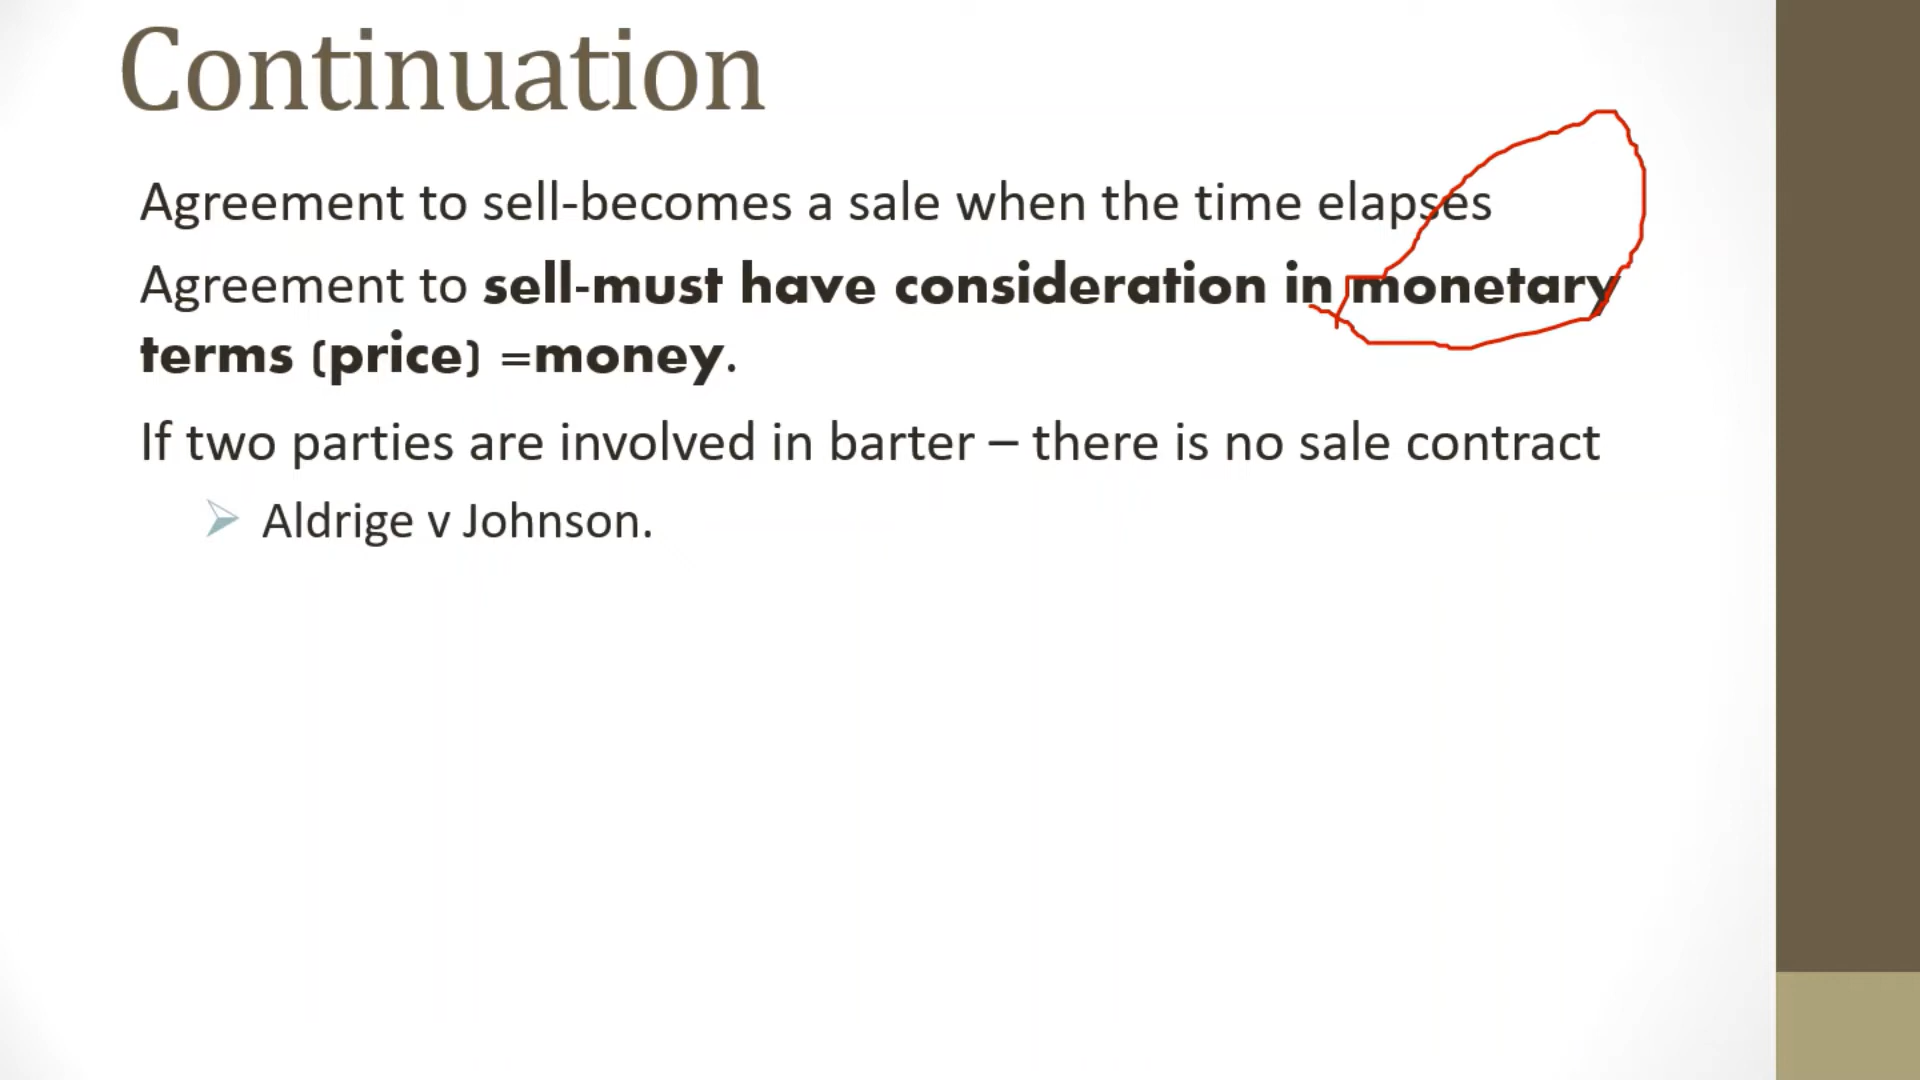 Continuation
Agreement to sell-becomes a sale when the time elapses
Agreement to sell-must have consideration in monetary
terms (price) =money.
If two parties are involved in barter – there is no sale contract
Aldrige v Johnson.